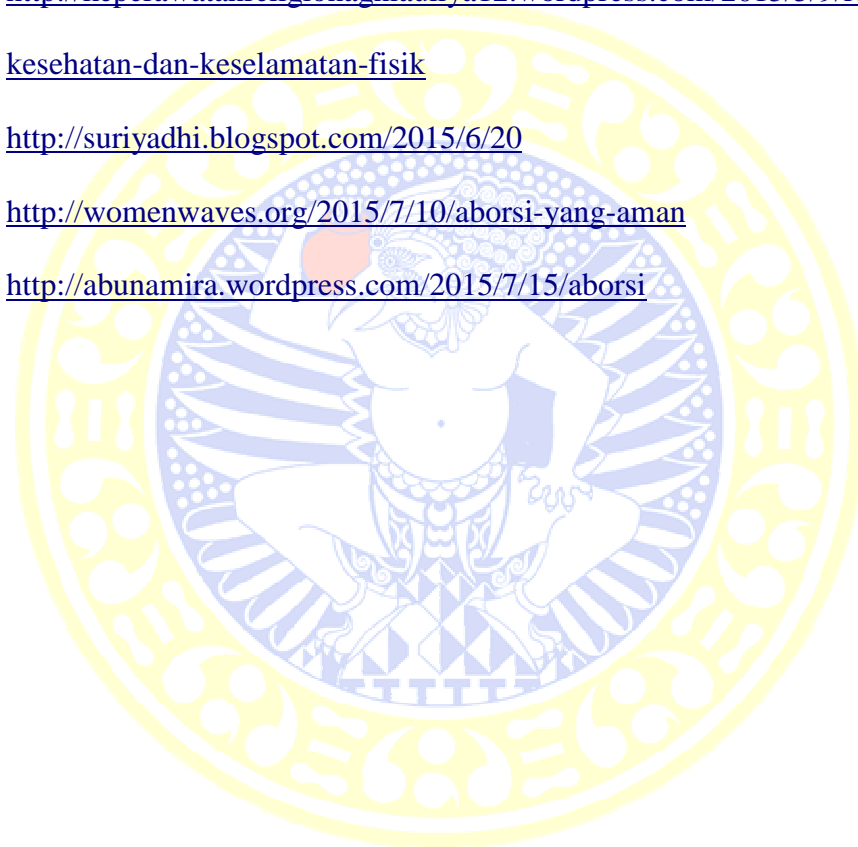 kesehatan-dan-keselamatan-fisik
http://suriyadhi.blogspot.com/2015/6/20
http://womenwaves.org/2015/7/10/aborsi-yang-aman
http://abunamira.wordpress.com/2015/7/15/aborsi